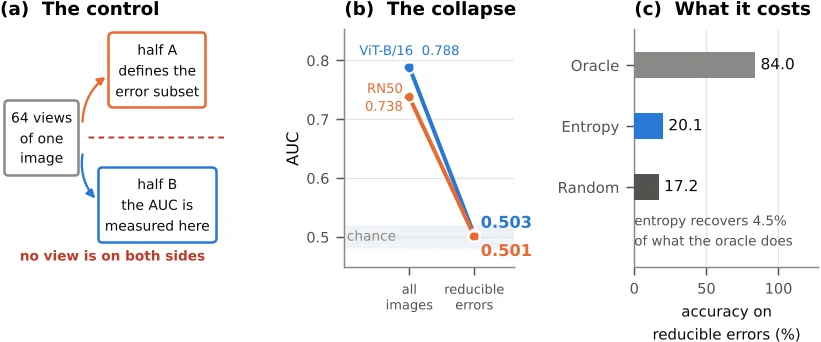 (a) The control
half A
defines the
error subset
64 views
of one
image
half B
the AUC is
measured here
no view is on both sides
(b) The collapse
AUC
0.8
0.7
0.6
0.5
ViT-B/16 0.788
RN50
0.738
chance
0.503
0.501
all
images
reducible
errors
(c) What it costs
Oracle
84.0
Entropy
20.1
Random
17.2
entropy recovers 4.5%
of what the oracle does
0
50
100
accuracy on
reducible errors (%)